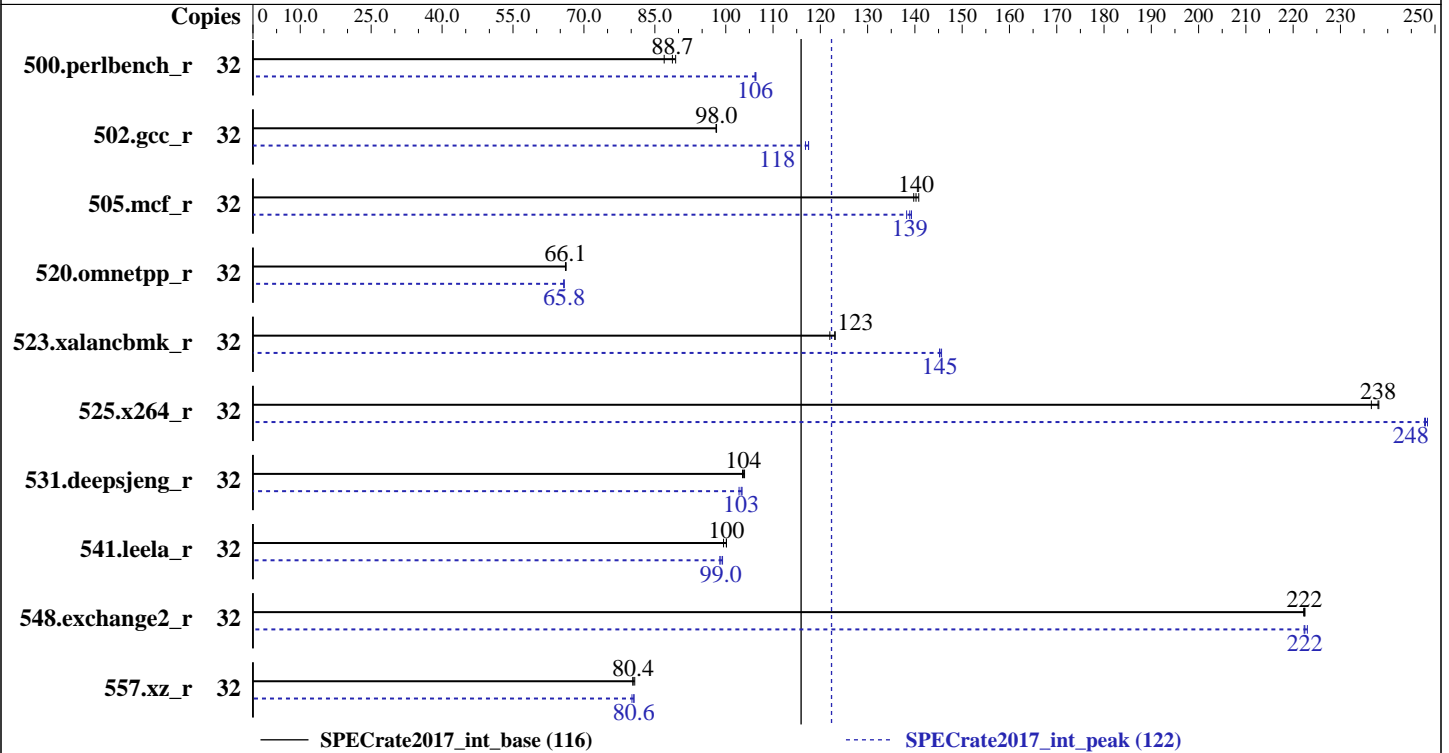 Copies 0 10.0 25.0 40.0 55.0 70.0 85.0 100 110 120 130 140 150 160 170 180 190 200 210 220 230 250
88.7
500.perlbench_r 32
106
98.0
502.gcc_r 32
118
140
505.mcf_r 32
139
66.1
520.omnetpp_r 32
65.8
123
523.xalancbmk_r 32
145
238
525.x264_r 32
248
104
531.deepsjeng_r 32
103
100
541.leela_r 32
99.0
222
548.exchange2_r 32
222
80.4
557.xz_r 32
80.6
SPECrate2017_int_base (116) SPECrate2017_int_peak (122)